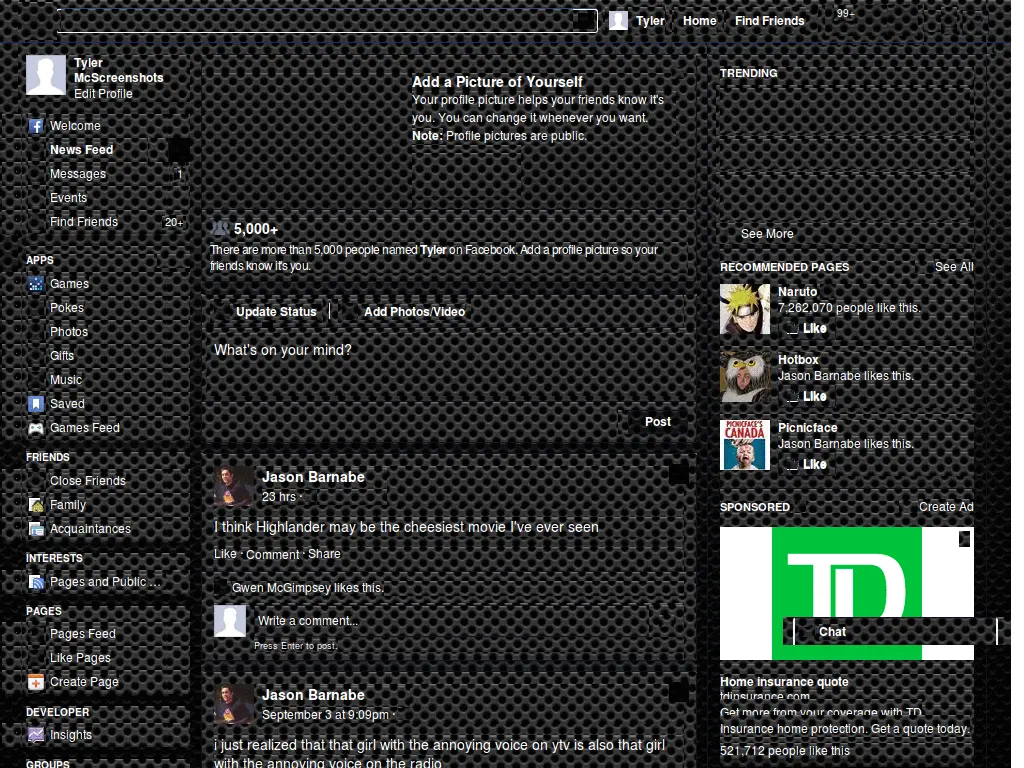 Tyler
Home
Find Friends
99+
Tyler
McScreenshots
Edit Profile
Welcome
News Feed
Messages
1
Events
Find Friends
20+
APPS
Games
Pokes
Photos
Gifts
Music
Saved
Games Feed
FRIENDS
Close Friends
Family
Acquaintances
INTERESTS
Pages and Public ...
PAGES
Pages Feed
Like Pages
Create Page
DEVELOPER
Insights
GROUPS
Add a Picture of Yourself
Your profile picture helps your friends know it's
you. You can change it whenever you want.
Note: Profile pictures are public.
5,000+
There are more than 5,000 people named Tyler on Facebook. Add a profile picture so your
friends know it's you.
Update Status
Add Photos/Video
What's on your mind?
Post
Jason Barnabe
23 hrs ·
I think Highlander may be the cheesiest movie I've ever seen
Like · Comment · Share
Gwen McGimpsey likes this.
Write a comment...
Press Enter to post.
Jason Barnabe
September 3 at 9:09pm ·
i just realized that that girl with the annoying voice on ytv is also that girl
with the annoying voice on the radio
TRENDING
See More
RECOMMENDED PAGES
See All
Naruto
7,262,070 people like this.
Like
Hotbox
Jason Barnabe likes this.
Like
PICNICFACE'S
CANADA
Picnicface
Jason Barnabe likes this.
Like
SPONSORED
Create Ad
TD
Chat
Home insurance quote
tdinsurance.com
Get more from your coverage with TD
Insurance home protection. Get a quote today.
521,712 people like this